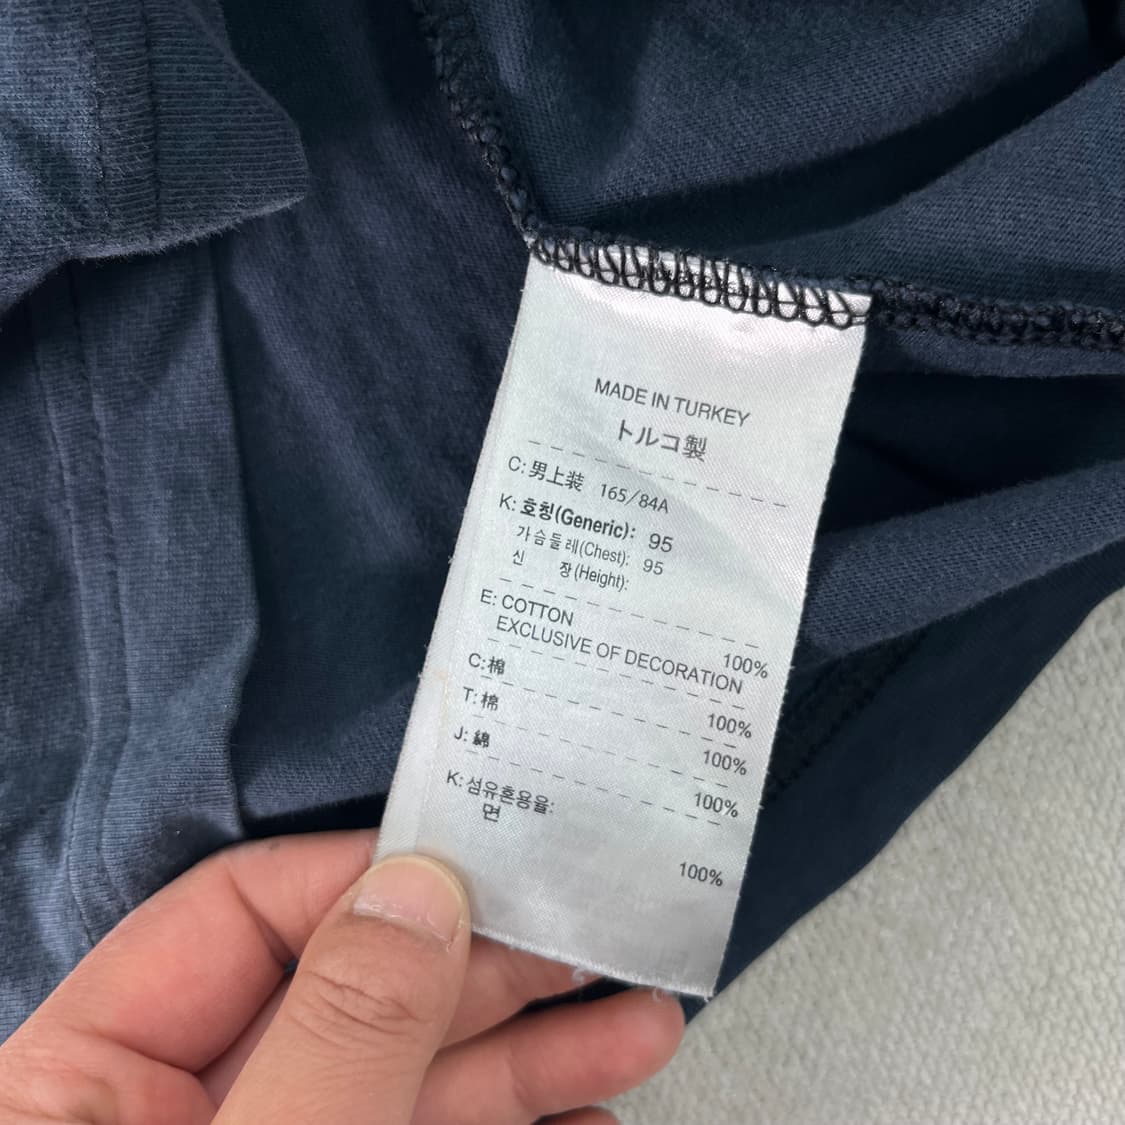 MADE IN TURKEY
トルコ製
C: 男上装 165/84A
K: 호칭(Generic): 95
가슴둘레(Chest): 95
신 장(Height):
E: COTTON 100%
EXCLUSIVE OF DECORATION
C: 棉 100%
T: 棉 100%
J: 綿 100%
K: 섬유혼용율:
면 100%